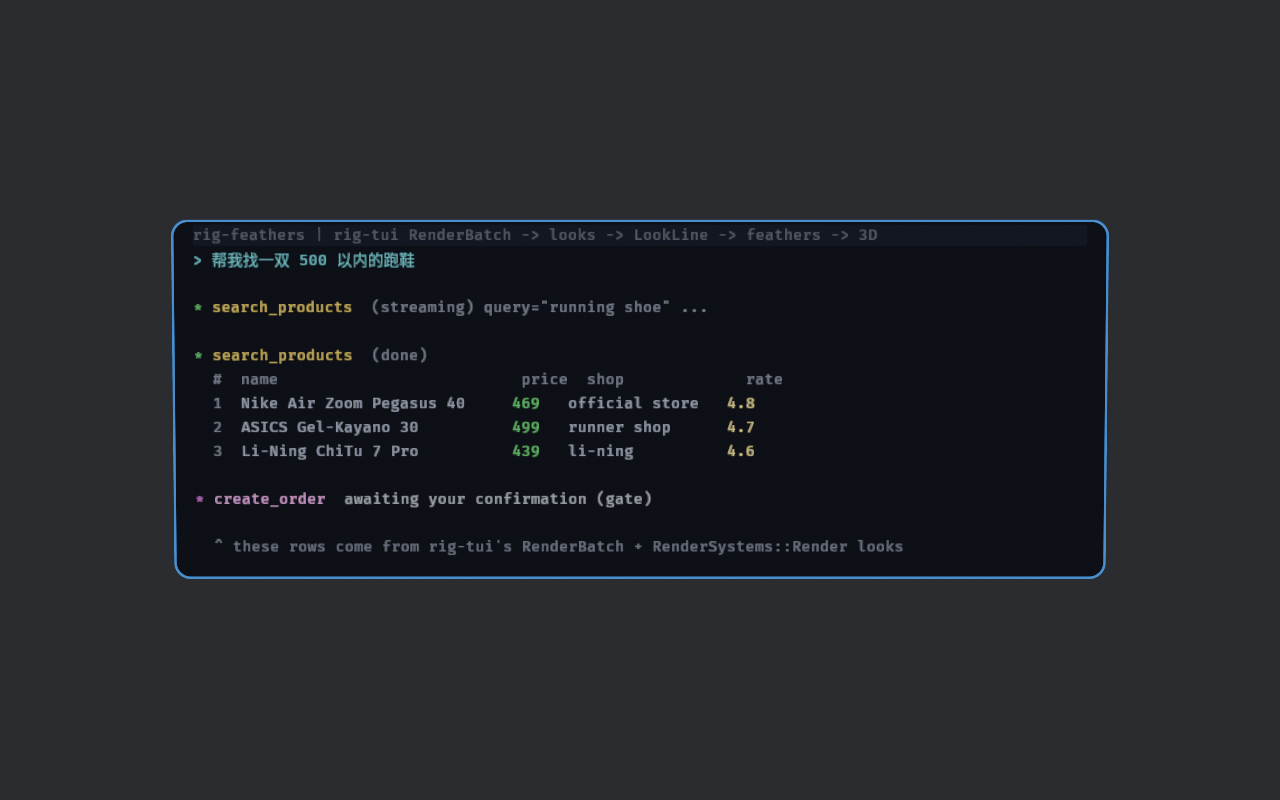 rig-feathers | rig-tui RenderBatch -> looks -> LookLine -> feathers -> 3D
> 帮我找一双 500 以内的跑鞋
* search_products (streaming) query="running shoe" ...
* search_products (done)
# name price shop rate
1 Nike Air Zoom Pegasus 40 469 official store 4.8
2 ASICS Gel-Kayano 30 499 runner shop 4.7
3 Li-Ning ChiTu 7 Pro 439 li-ning 4.6
* create_order awaiting your confirmation (gate)
^ these rows come from rig-tui's RenderBatch + RenderSystems::Render looks